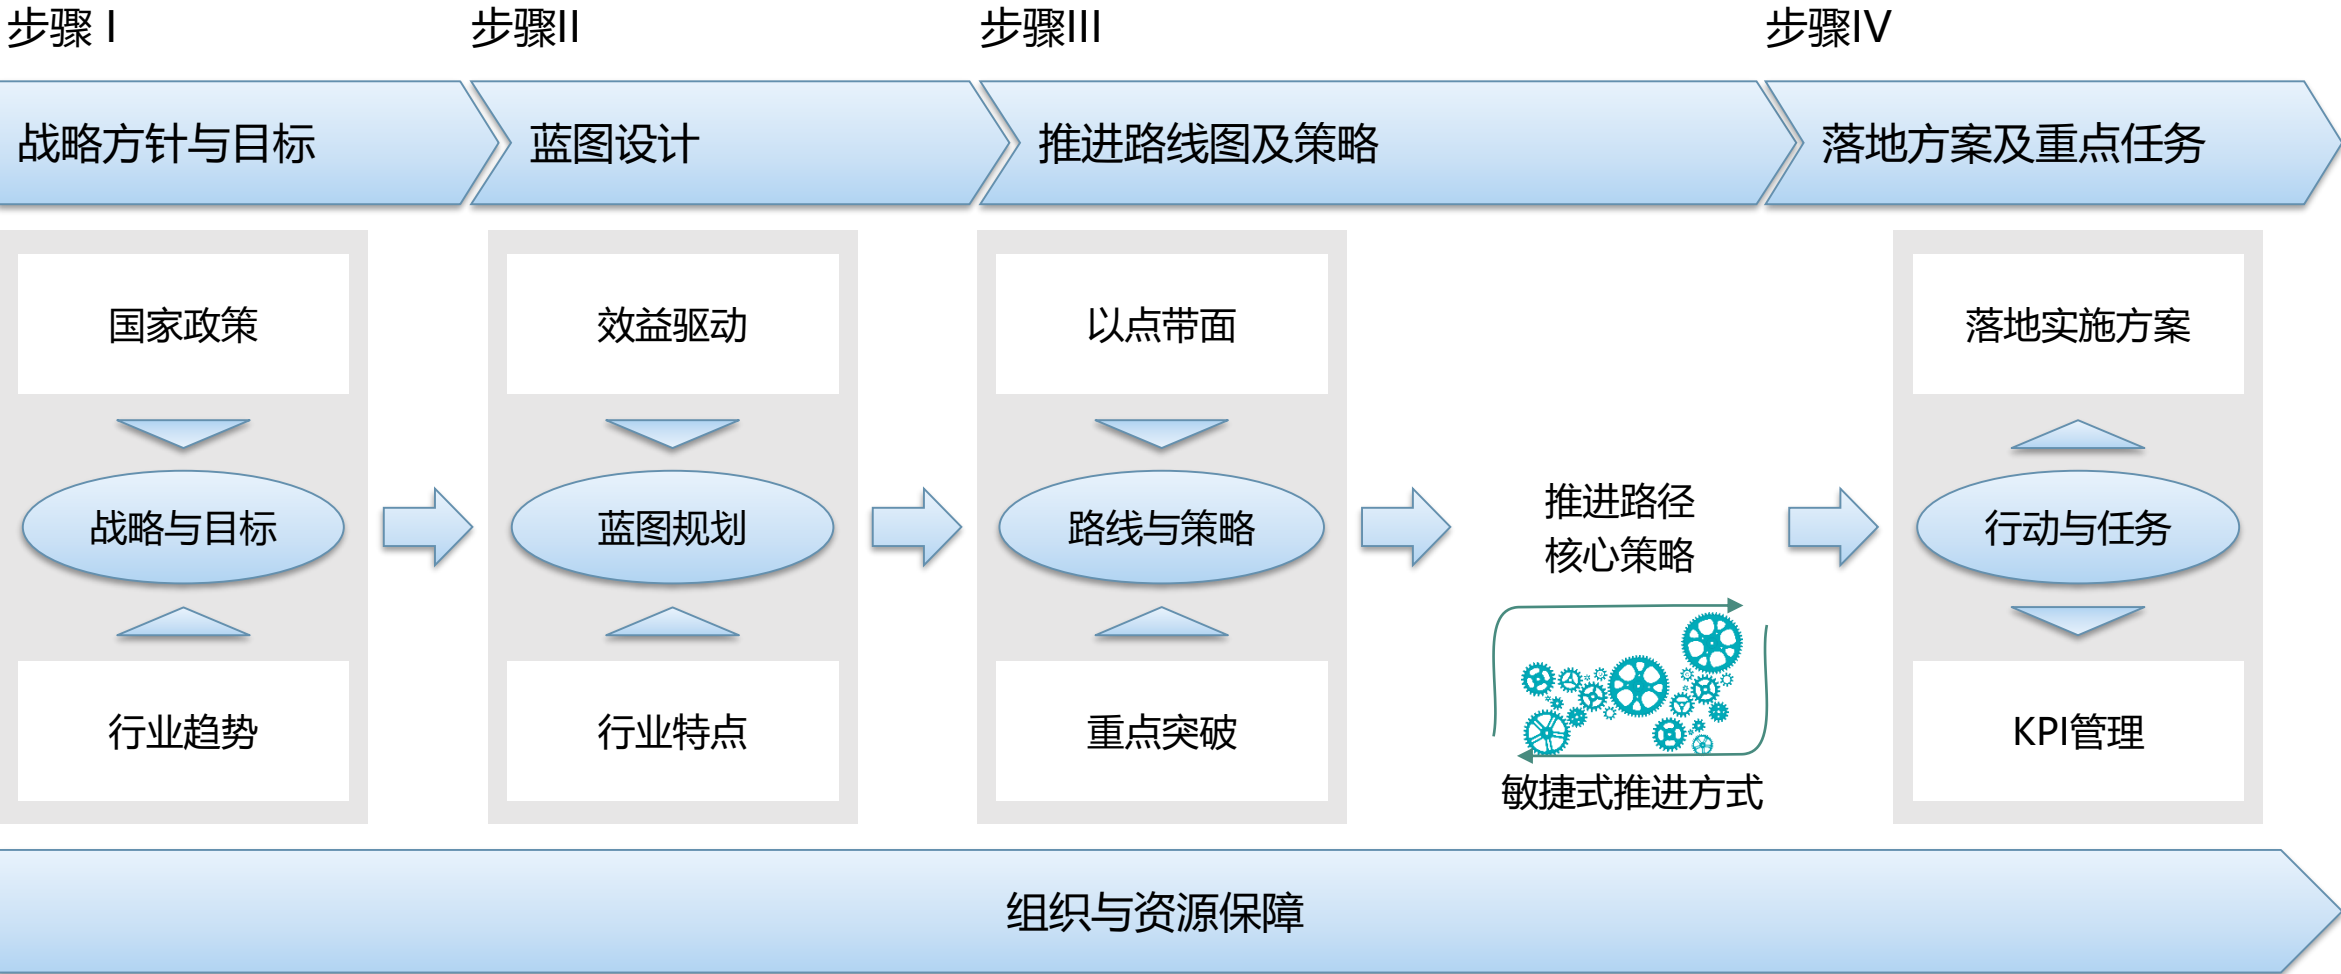 步骤 I
步骤II
步骤III
步骤IV
战略方针与目标
蓝图设计
推进路线图及策略
落地方案及重点任务
国家政策
战略与目标
行业趋势
效益驱动
蓝图规划
行业特点
以点带面
路线与策略
重点突破
推进路径
核心策略
敏捷式推进方式
落地实施方案
行动与任务
KPI管理
组织与资源保障